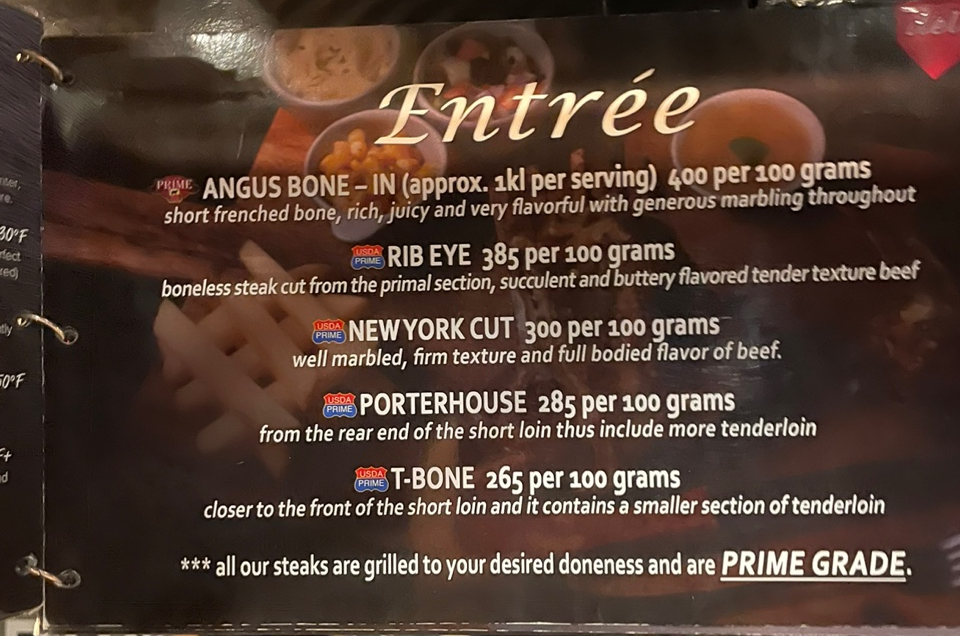 Entrée
PRIME ANGUS BONE – IN (approx. 1kl per serving) 400 per 100 grams
short frenched bone, rich, juicy and very flavorful with generous marbling throughout
USDA PRIME RIB EYE 385 per 100 grams
boneless steak cut from the primal section, succulent and buttery flavored tender texture beef
USDA PRIME NEW YORK CUT 300 per 100 grams
well marbled, firm texture and full bodied flavor of beef.
USDA PRIME PORTERHOUSE 285 per 100 grams
from the rear end of the short loin thus include more tenderloin
USDA PRIME T-BONE 265 per 100 grams
closer to the front of the short loin and it contains a smaller section of tenderloin
*** all our steaks are grilled to your desired doneness and are PRIME GRADE.